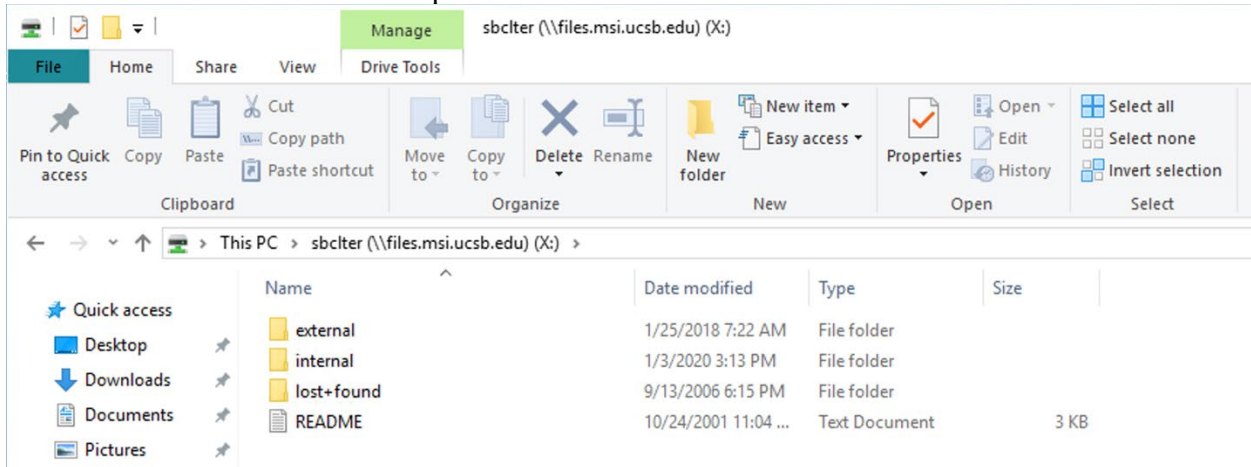 Manage sbclter (\\files.msi.ucsb.edu) (X:)
File Home Share View Drive Tools
Pin to Quick access
Copy
Paste
Cut
Copy path
Paste shortcut
Clipboard
Move to
Copy to
Delete
Rename
Organize
New folder
New item
Easy access
New
Properties
Open
Edit
History
Open
Select all
Select none
Invert selection
Select
This PC > sbclter (\\files.msi.ucsb.edu) (X:) >
Quick access
Desktop
Downloads
Documents
Pictures
Name Date modified Type Size
external 1/25/2018 7:22 AM File folder
internal 1/3/2020 3:13 PM File folder
lost+found 9/13/2006 6:15 PM File folder
README 10/24/2001 11:04 ... Text Document 3 KB